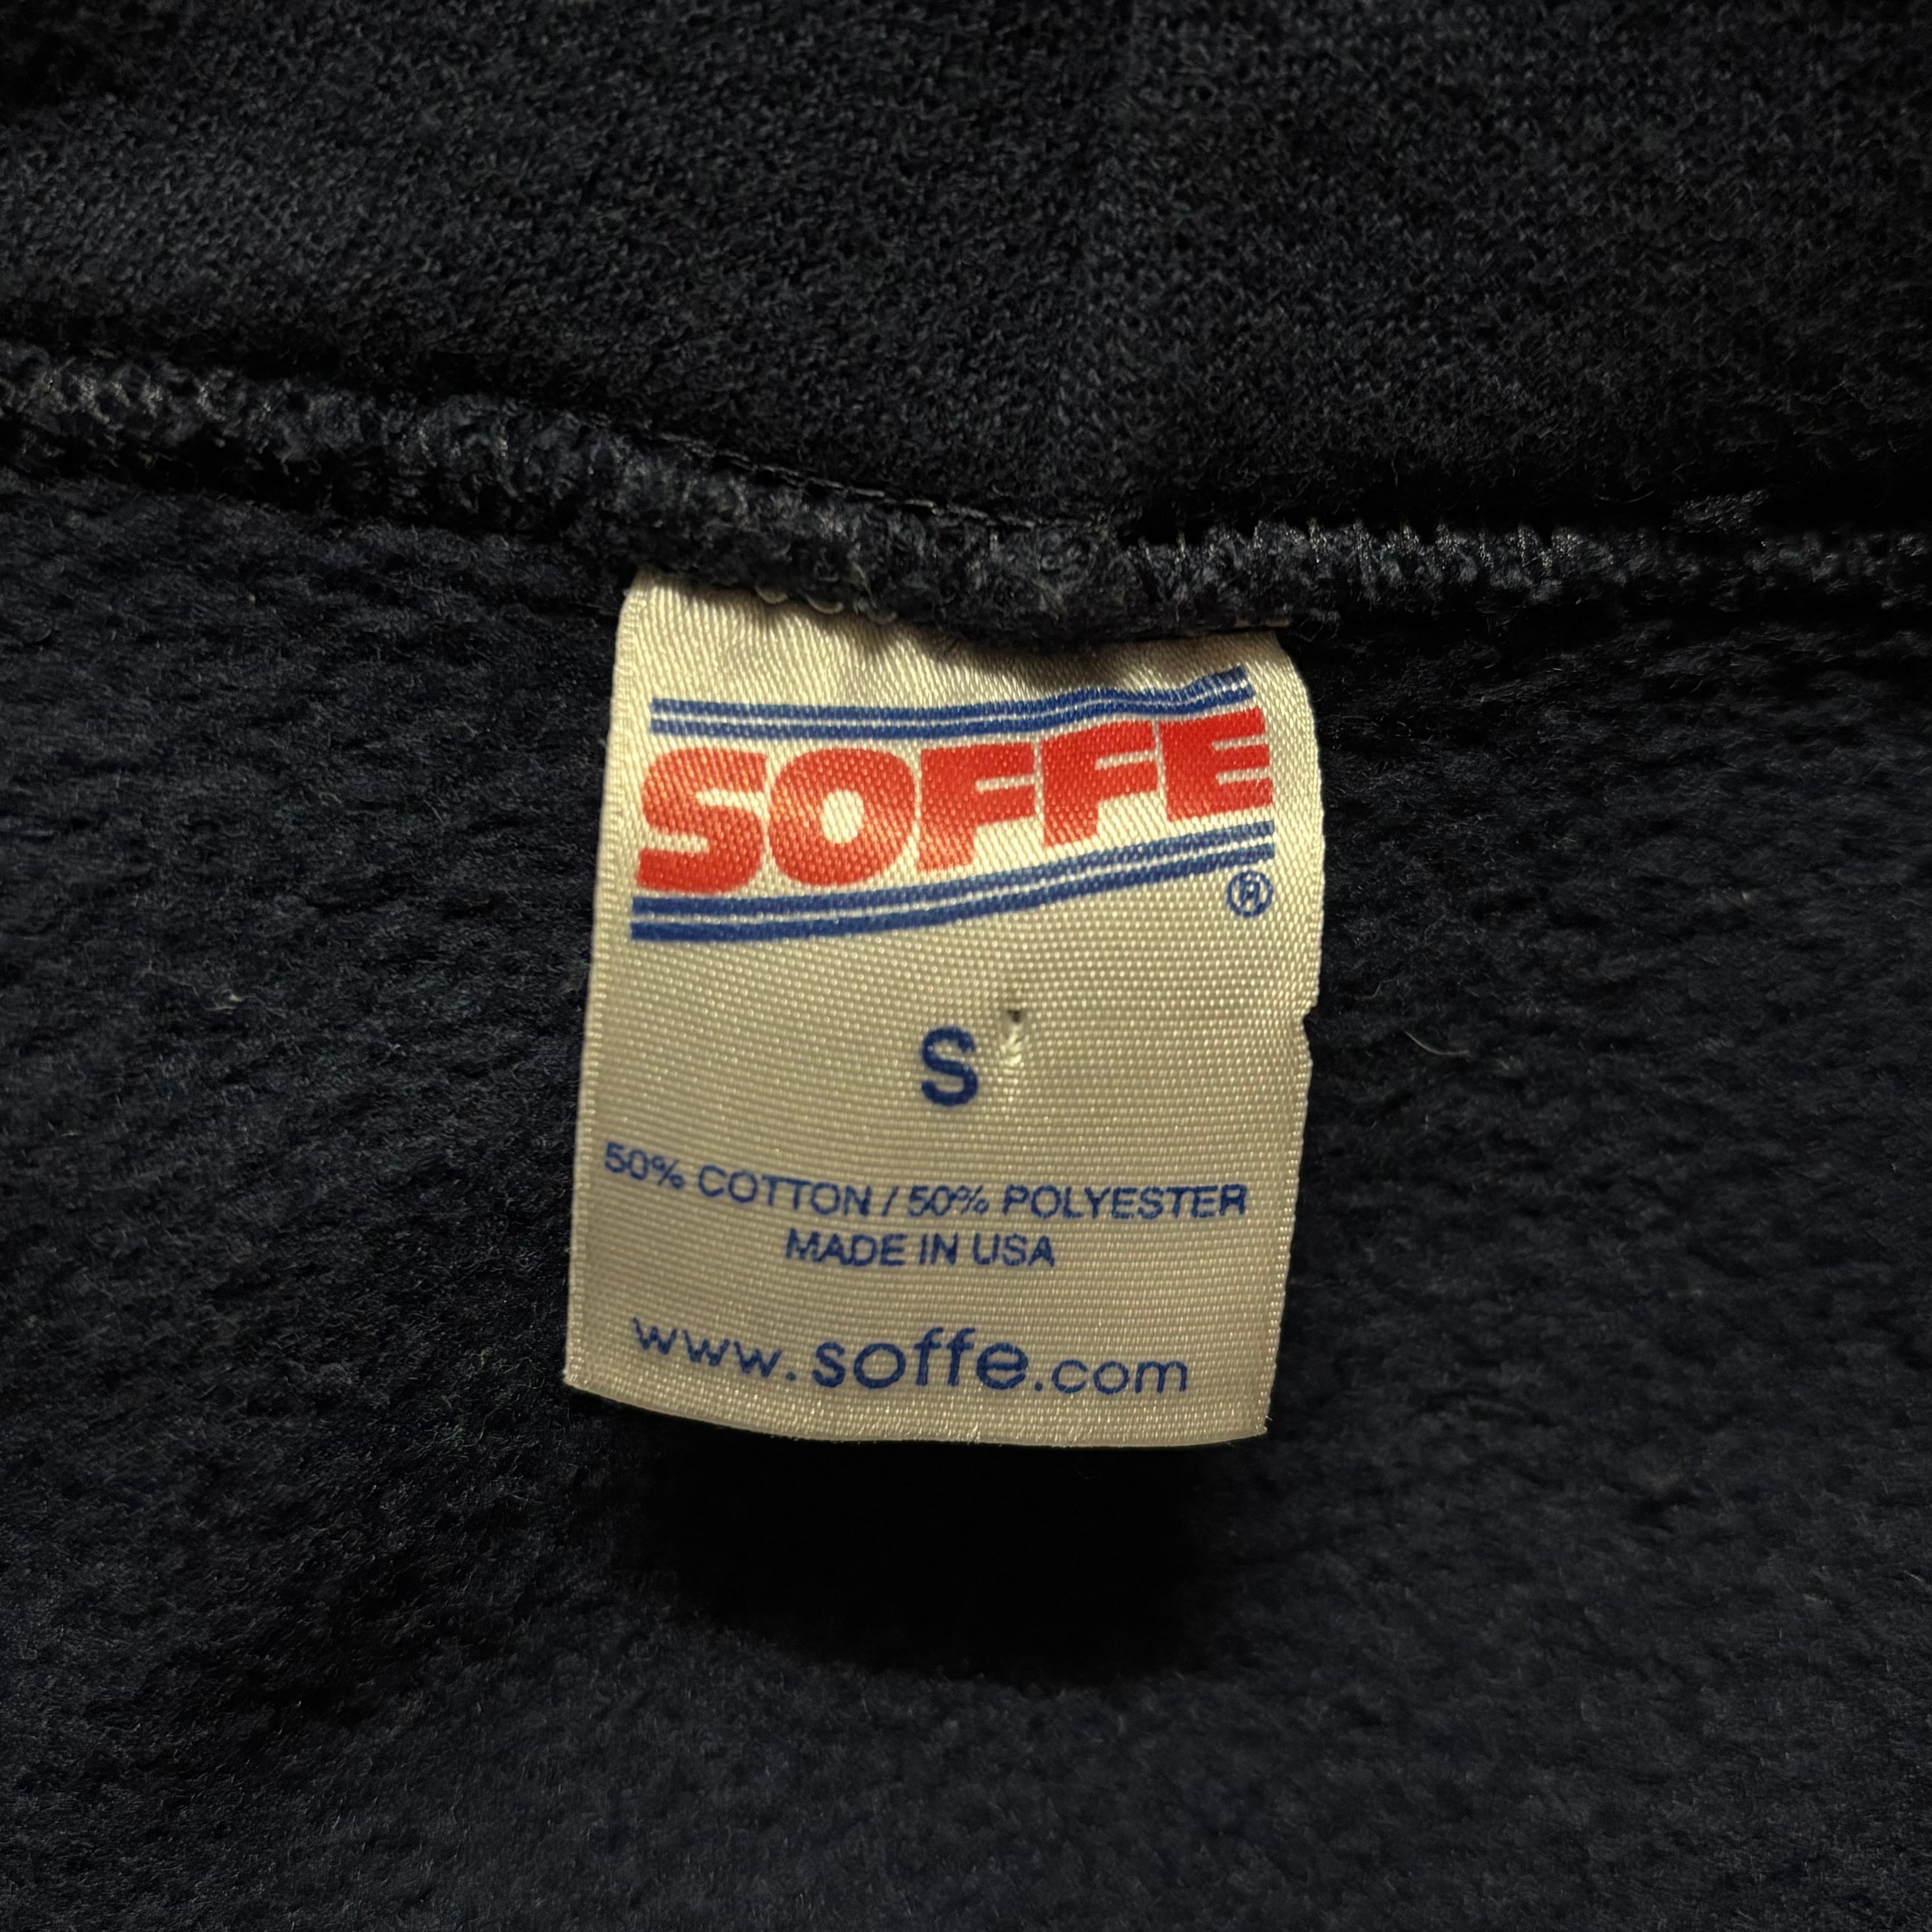 SOFFE
®
S
50% COTTON / 50% POLYESTER
MADE IN USA
www.soffe.com